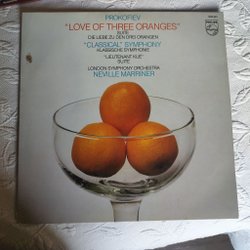 PROKOFIEV
"LOVE OF THREE ORANGES"
SUITE
DIE LIEBE ZU DEN DREI ORANGEN
"CLASSICAL" SYMPHONY
KLASSISCHE SYMPHONIE
"LIEUTENANT KIJE"
SUITE
LONDON SYMPHONY ORCHESTRA
NEVILLE MARRINER
PHILIPS